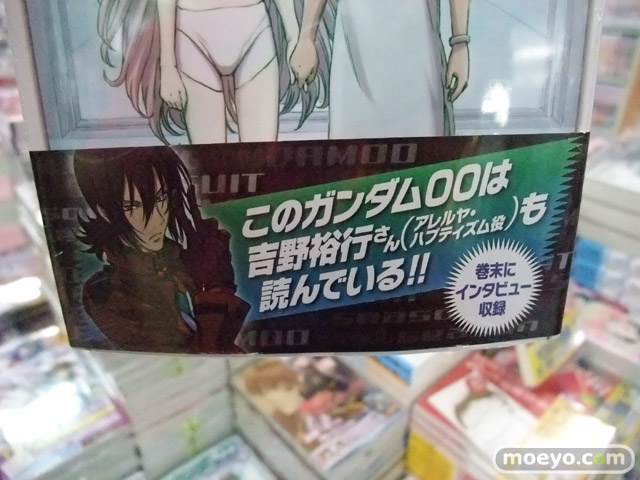 このガンダム00は
吉野裕行さん(アレルヤ・ハプティズム役)も
読んでいる!!
巻末に
インタビュー
収録
UIT
moeyo.com